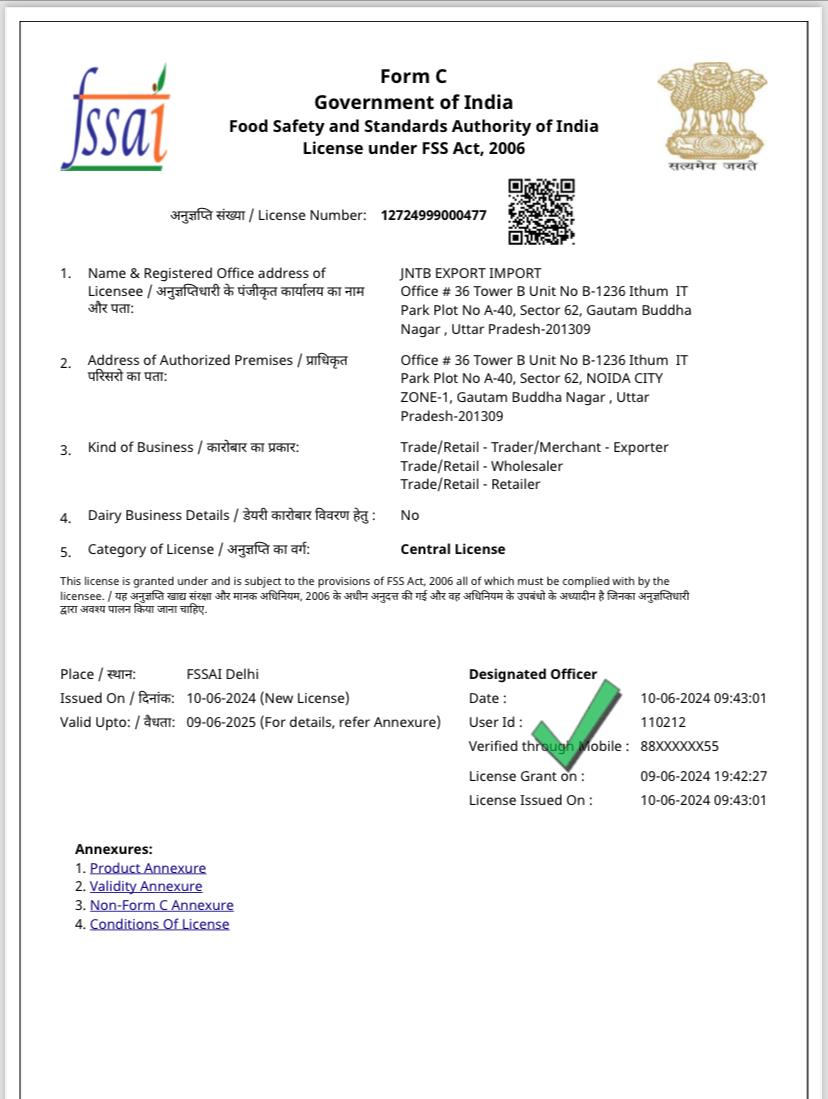 fssai
Form C
Government of India
Food Safety and Standards Authority of India
License under FSS Act, 2006
सत्यमेव जयते
अनुज्ञप्ति संख्या / License Number: 12724999000477
1. Name & Registered Office address of
Licensee / अनुज्ञप्तिधारी के पंजीकृत कार्यालय का नाम
और पता:
JNTB EXPORT IMPORT
Office # 36 Tower B Unit No B-1236 Ithum IT
Park Plot No A-40, Sector 62, Gautam Buddha
Nagar , Uttar Pradesh-201309
2. Address of Authorized Premises / प्राधिकृत
परिसरो का पता:
Office # 36 Tower B Unit No B-1236 Ithum IT
Park Plot No A-40, Sector 62, NOIDA CITY
ZONE-1, Gautam Buddha Nagar , Uttar
Pradesh-201309
3. Kind of Business / कारोबार का प्रकार:
Trade/Retail - Trader/Merchant - Exporter
Trade/Retail - Wholesaler
Trade/Retail - Retailer
4. Dairy Business Details / डेयरी कारोबार विवरण हेतु : No
5. Category of License / अनुज्ञप्ति का वर्ग: Central License
This license is granted under and is subject to the provisions of FSS Act, 2006 all of which must be complied with by the
licensee. / यह अनुज्ञप्ति खाद्य संरक्षा और मानक अधिनियम, 2006 के अधीन अनुदत्त की गई और वह अधिनियम के उपबंधो के अध्यादीन है जिनका अनुज्ञप्तिधारी
द्वारा अवश्य पालन किया जाना चाहिए.
Place / स्थान: FSSAI Delhi
Issued On / दिनांक: 10-06-2024 (New License)
Valid Upto: / वैधता: 09-06-2025 (For details, refer Annexure)
Designated Officer
Date : 10-06-2024 09:43:01
User Id : 110212
Verified through Mobile : 88XXXXXX55
License Grant on : 09-06-2024 19:42:27
License Issued On : 10-06-2024 09:43:01
Annexures:
1. Product Annexure
2. Validity Annexure
3. Non-Form C Annexure
4. Conditions Of License